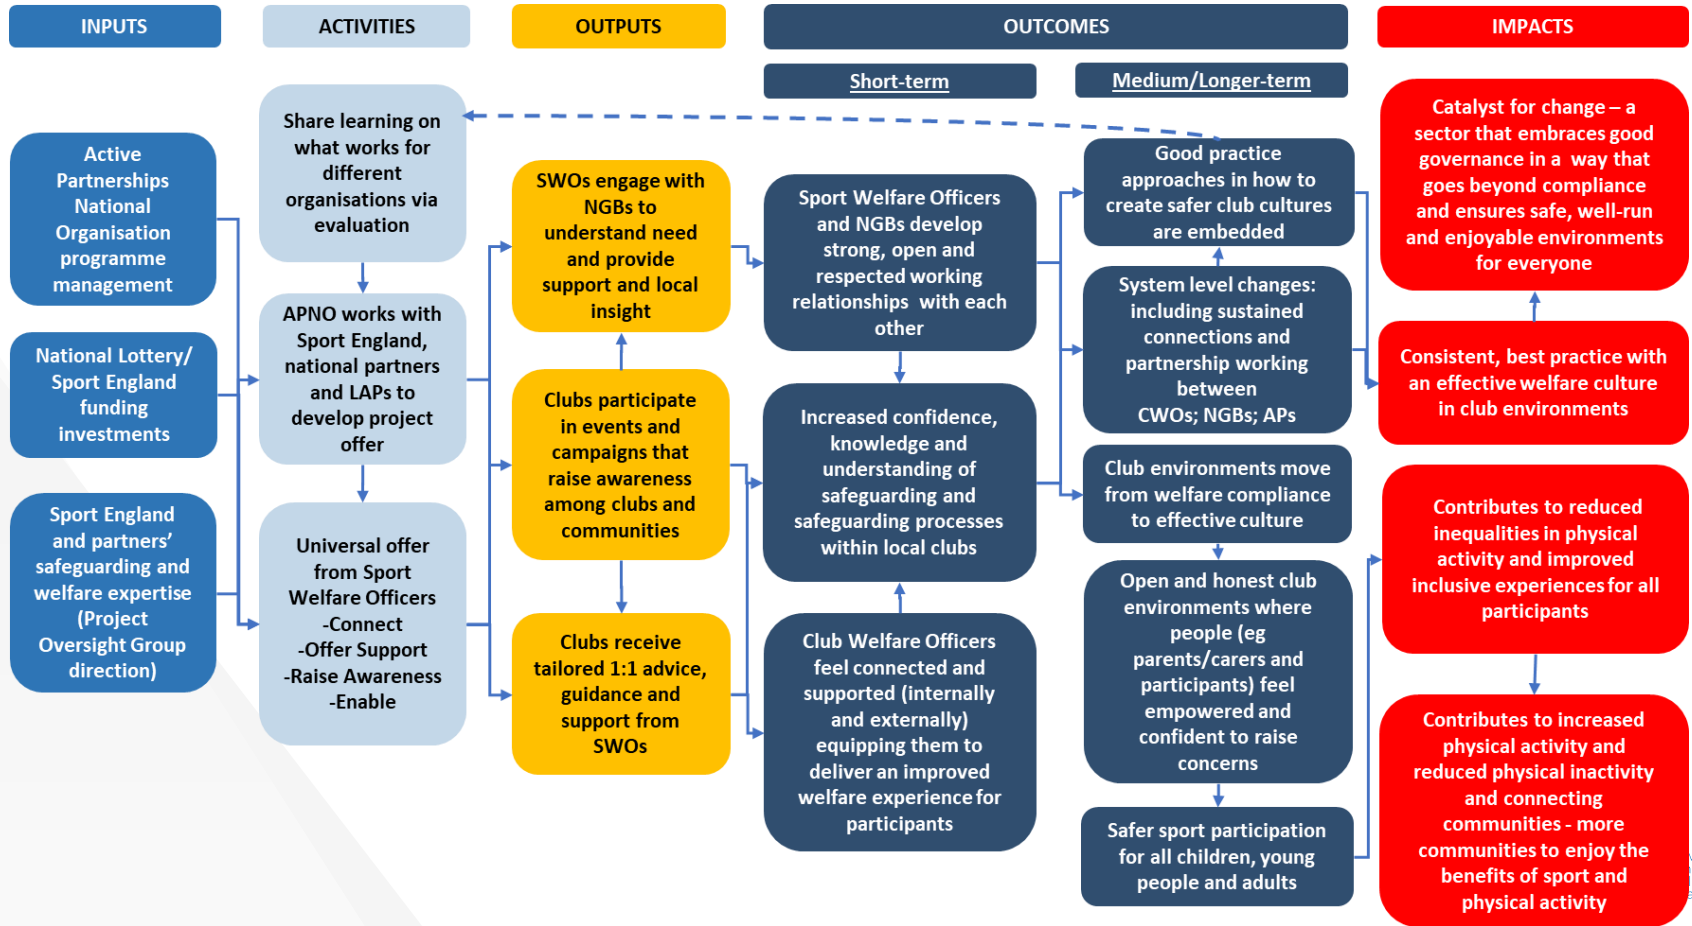 INPUTS
ACTIVITIES
OUTPUTS
OUTCOMES
IMPACTS
Short-term
Medium/Longer-term
Active
Partnerships
National
Organisation
programme
management
National Lottery/
Sport England
funding
investments
Sport England
and partners’
safeguarding and
welfare expertise
(Project
Oversight Group
direction)
Share learning on
what works for
different
organisations via
evaluation
APNO works with
Sport England,
national partners
and LAPs to
develop project
offer
Universal offer
from Sport
Welfare Officers
-Connect
-Offer Support
-Raise Awareness
-Enable
SWOs engage with
NGBs to
understand need
and provide
support and local
insight
Clubs participate
in events and
campaigns that
raise awareness
among clubs and
communities
Clubs receive
tailored 1:1 advice,
guidance and
support from
SWOs
Sport Welfare Officers
and NGBs develop
strong, open and
respected working
relationships with each
other
Increased confidence,
knowledge and
understanding of
safeguarding and
safeguarding processes
within local clubs
Club Welfare Officers
feel connected and
supported (internally
and externally)
equipping them to
deliver an improved
welfare experience for
participants
Good practice
approaches in how to
create safer club cultures
are embedded
System level changes:
including sustained
connections and
partnership working
between
CWOs; NGBs; APs
Club environments move
from welfare compliance
to effective culture
Open and honest club
environments where
people (eg
parents/carers and
participants) feel
empowered and
confident to raise
concerns
Safer sport participation
for all children, young
people and adults
Catalyst for change – a
sector that embraces good
governance in a way that
goes beyond compliance
and ensures safe, well-run
and enjoyable environments
for everyone
Consistent, best practice with
an effective welfare culture
in club environments
Contributes to reduced
inequalities in physical
activity and improved
inclusive experiences for all
participants
Contributes to increased
physical activity and
reduced physical inactivity
and connecting
communities - more
communities to enjoy the
benefits of sport and
physical activity